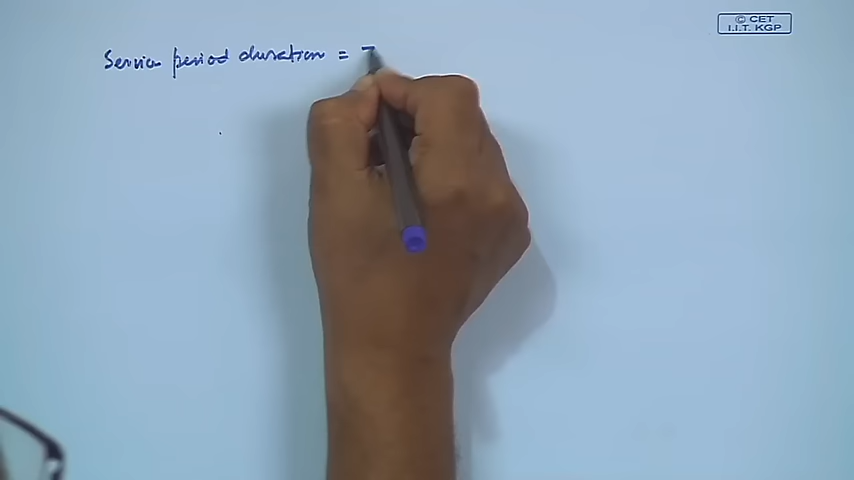 © CET
I.I.T. KGP
Service period duration =